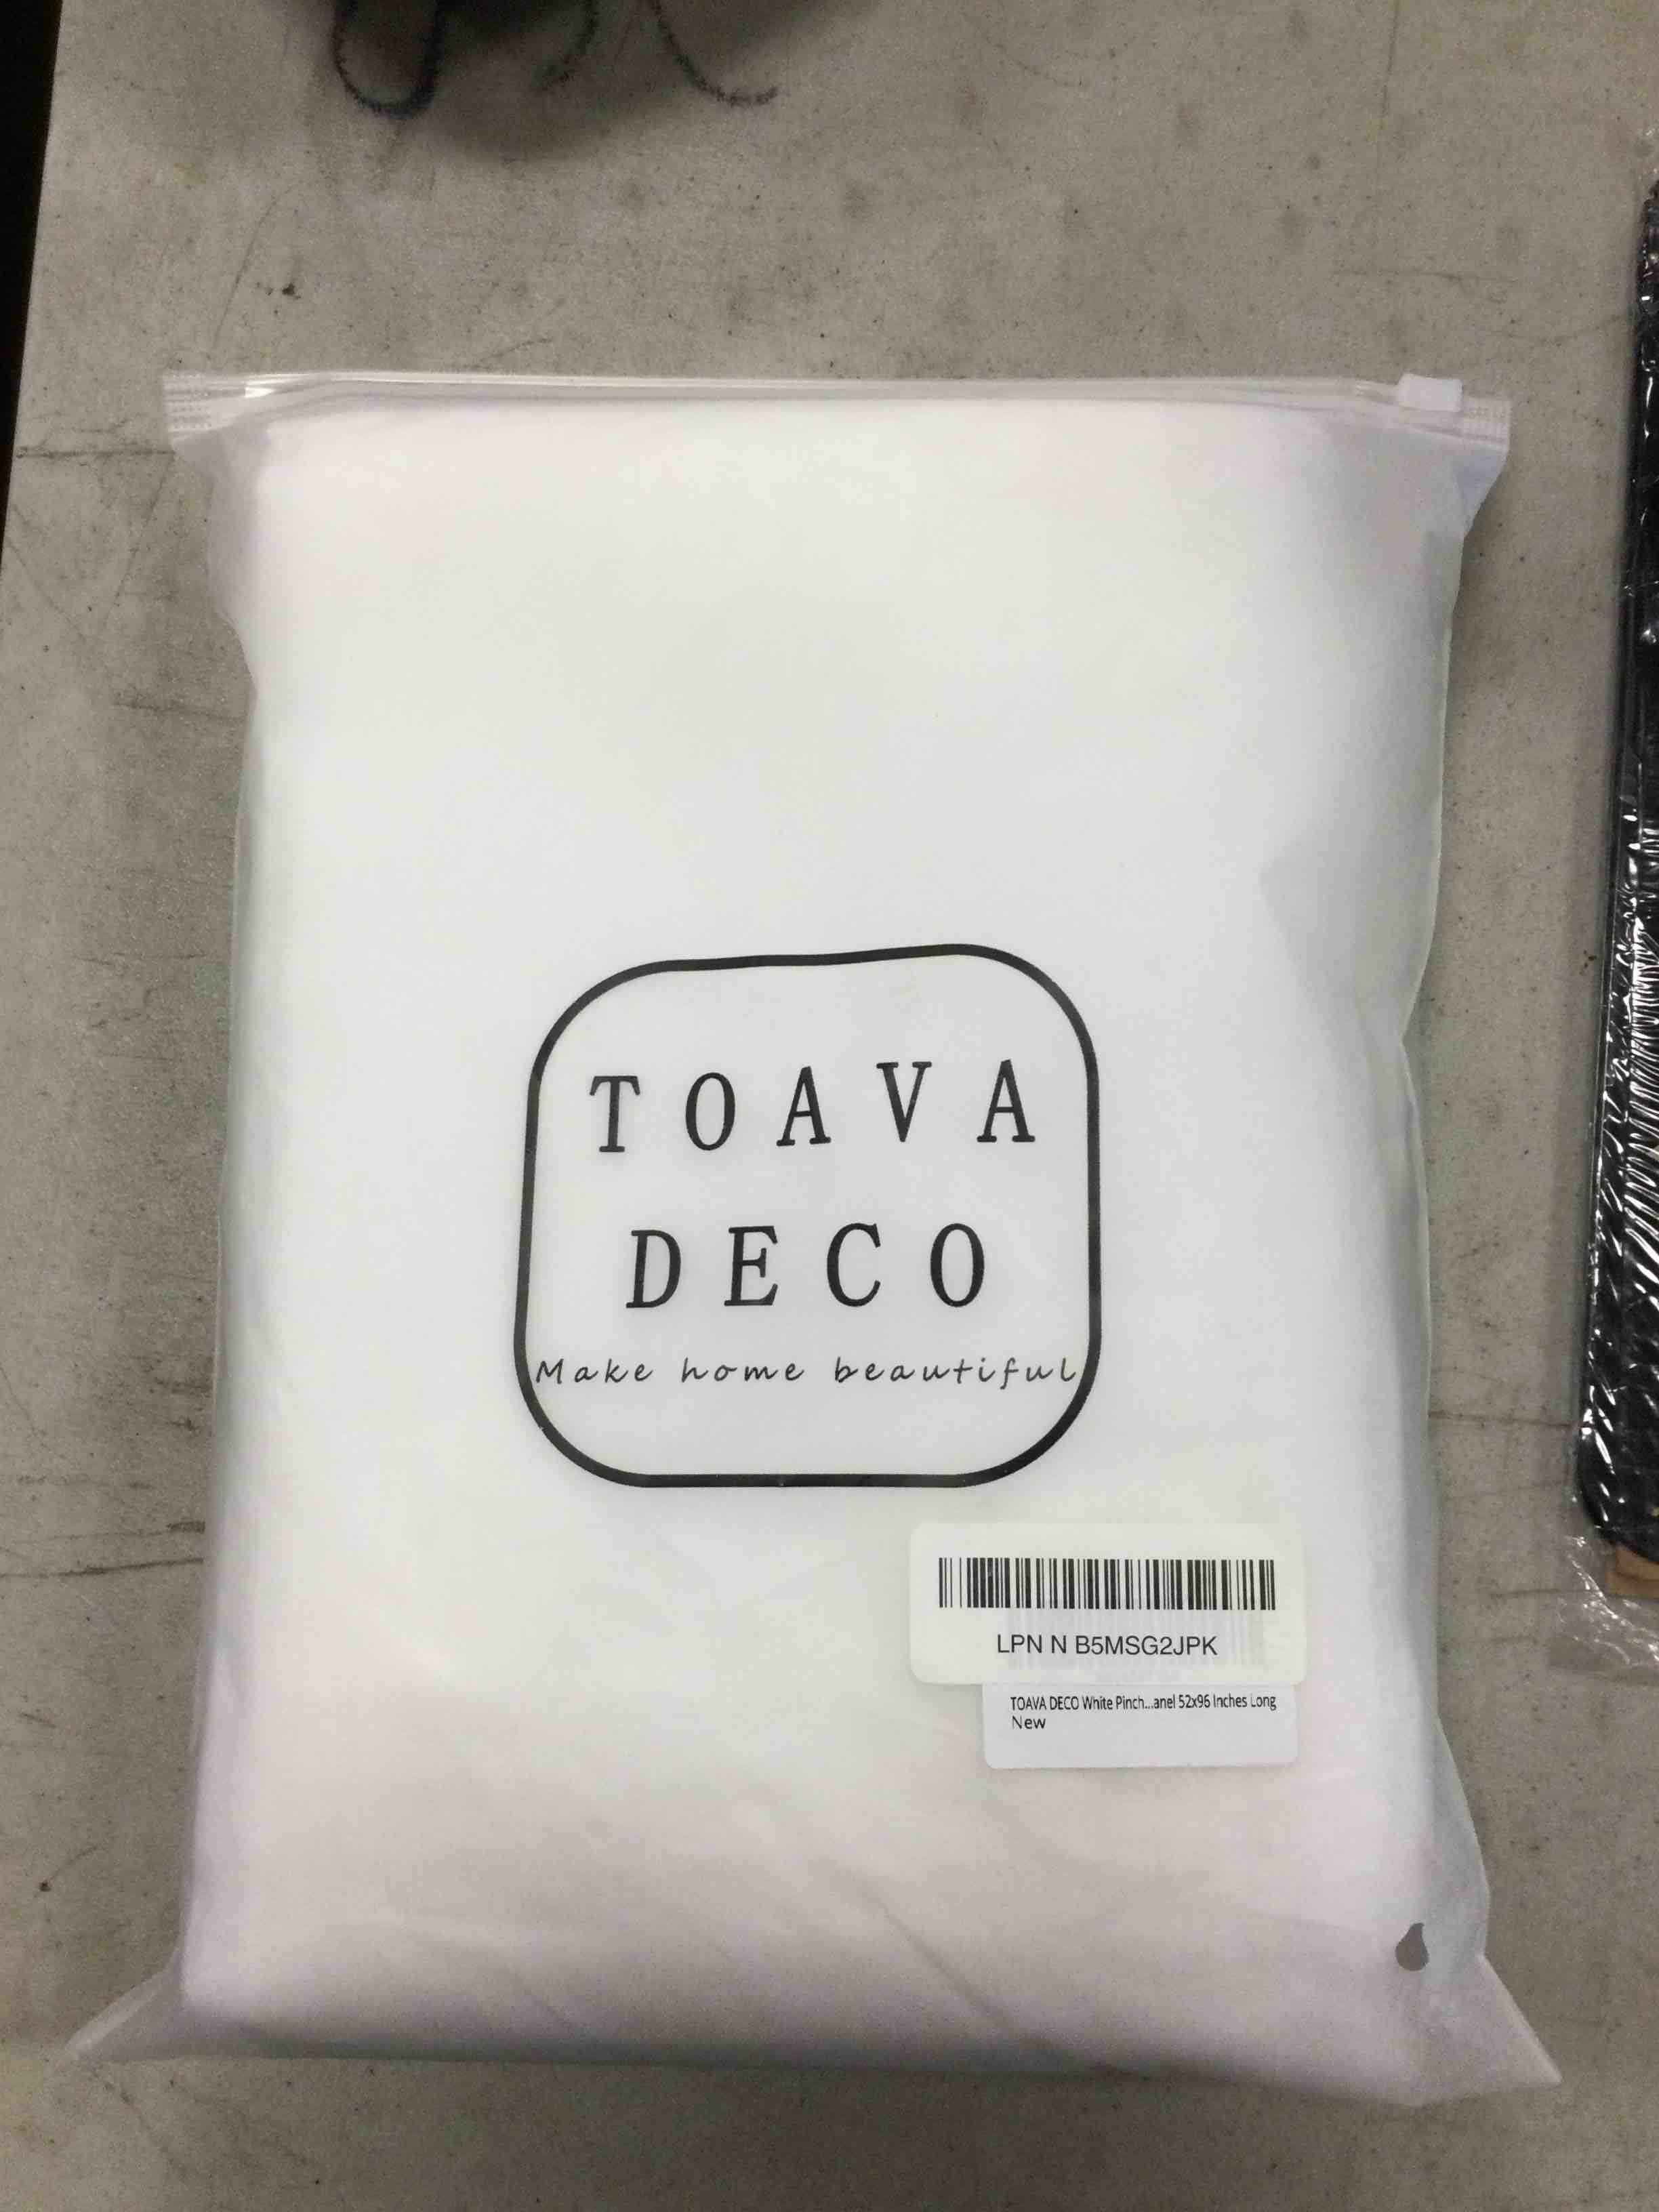 TOAVA
DECO
Make home beautiful
LPN N B5MSG2JPK
TOAVA DECO White Pinch...anel 52x96 Inches Long
New